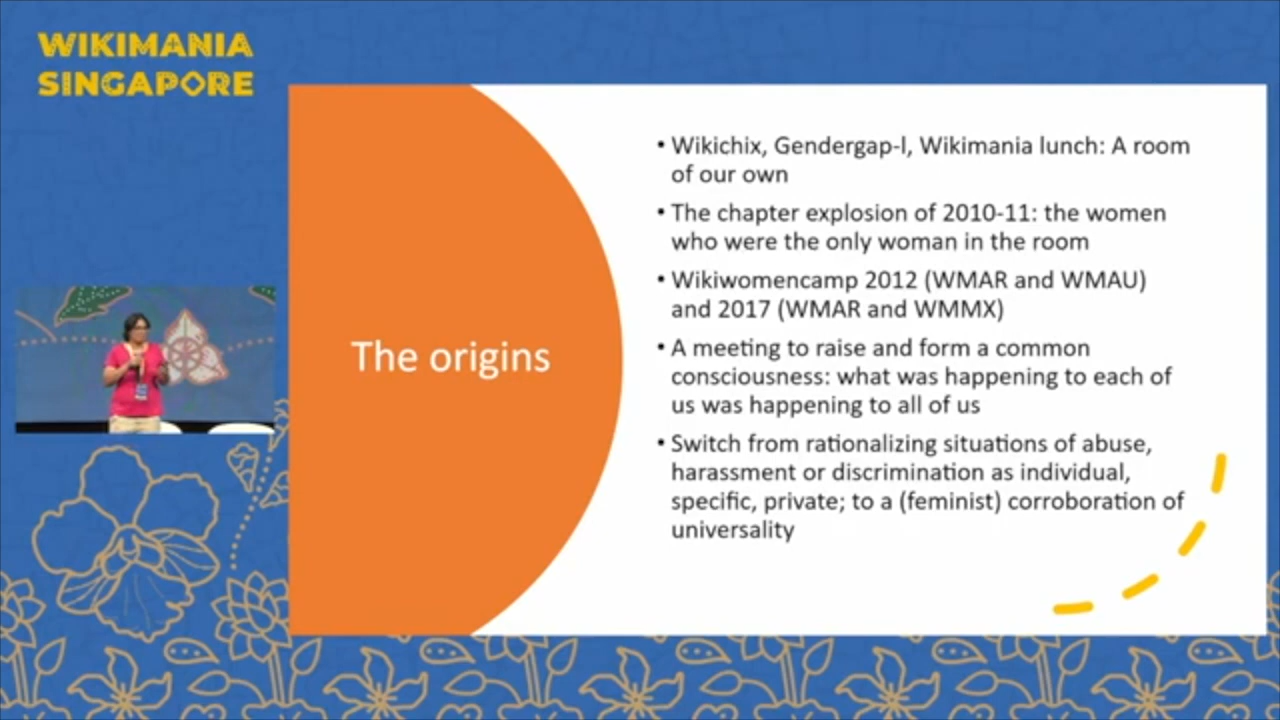 WIKIMANIA
SINGAPORE
The origins
• Wikichix, Gendergap-l, Wikimania lunch: A room
of our own
• The chapter explosion of 2010-11: the women
who were the only woman in the room
• Wikiwomencamp 2012 (WMAR and WMAU)
and 2017 (WMAR and WMMX)
• A meeting to raise and form a common
consciousness: what was happening to each of
us was happening to all of us
• Switch from rationalizing situations of abuse,
harassment or discrimination as individual,
specific, private; to a (feminist) corroboration of
universality